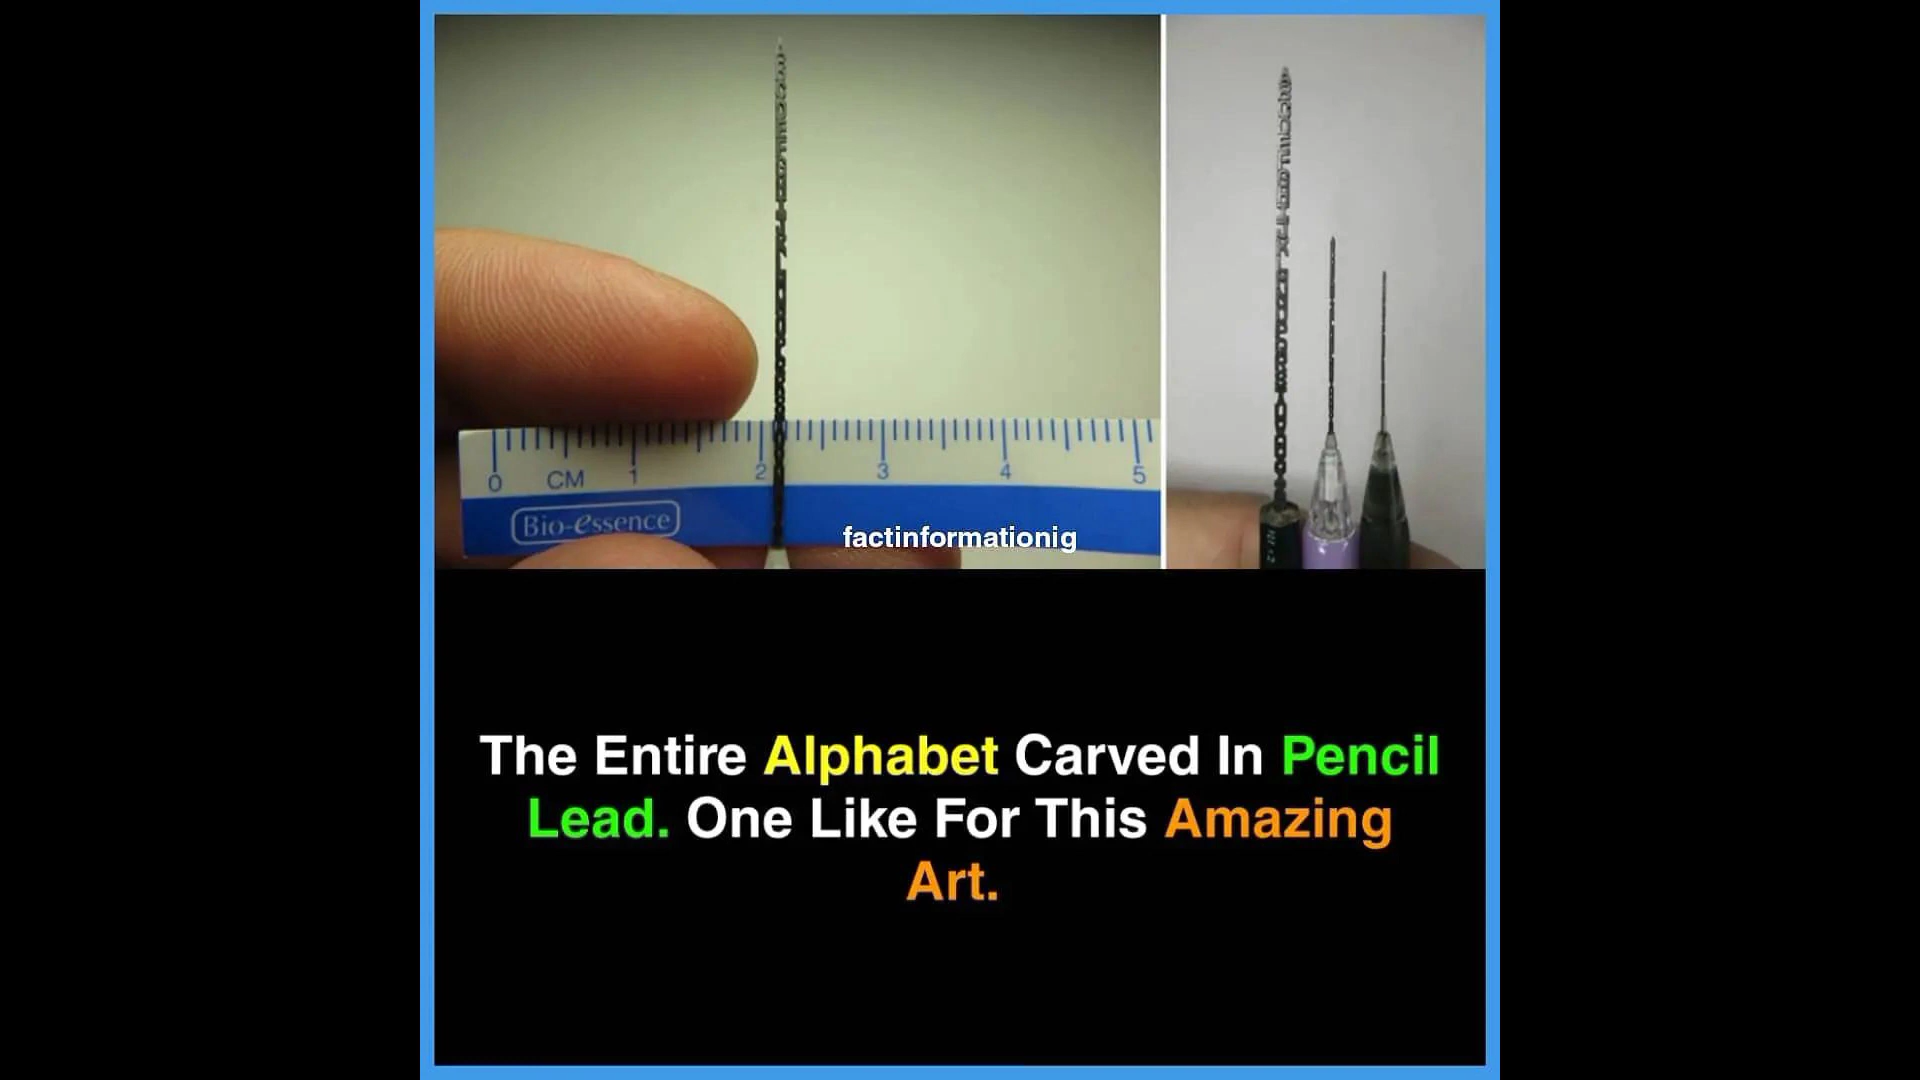 0 CM 1 2 3 4 5
Bio-essence
factinformationig
The Entire Alphabet Carved In Pencil
Lead. One Like For This Amazing
Art.